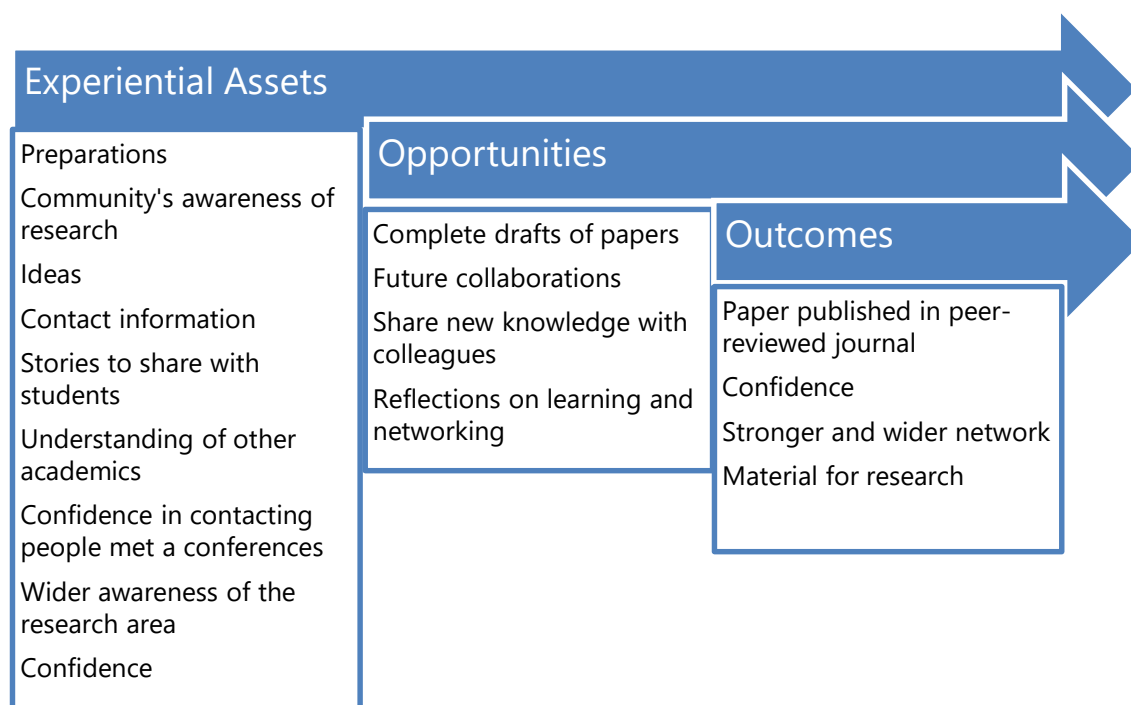 Experiential Assets
Preparations
Community's awareness of
research
Ideas
Contact information
Stories to share with
students
Understanding of other
academics
Confidence in contacting
people met a conferences
Wider awareness of the
research area
Confidence
Opportunities
Complete drafts of papers
Future collaborations
Share new knowledge with
colleagues
Reflections on learning and
networking
Outcomes
Paper published in peer-
reviewed journal
Confidence
Stronger and wider network
Material for research